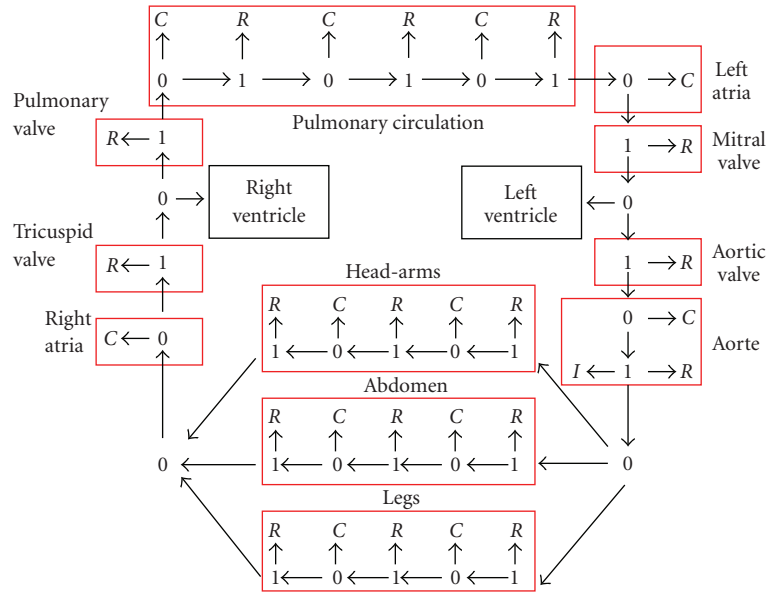 C R C R C R
0 1 0 1 0 1 0 C
Left
atria
Pulmonary
valve
Pulmonary circulation
R 1
1 R
Mitral
valve
0
Right
ventricle
Left
ventricle
0
Tricuspid
valve
R 1
Head-arms
1 R
Aortic
valve
Right
atria
C 0
R C R C R
1 0 1 0 1
0 C
I 1 R
Aorte
Abdomen
R C R C R
0 1 0 1 0 1 0
Legs
R C R C R
1 0 1 0 1